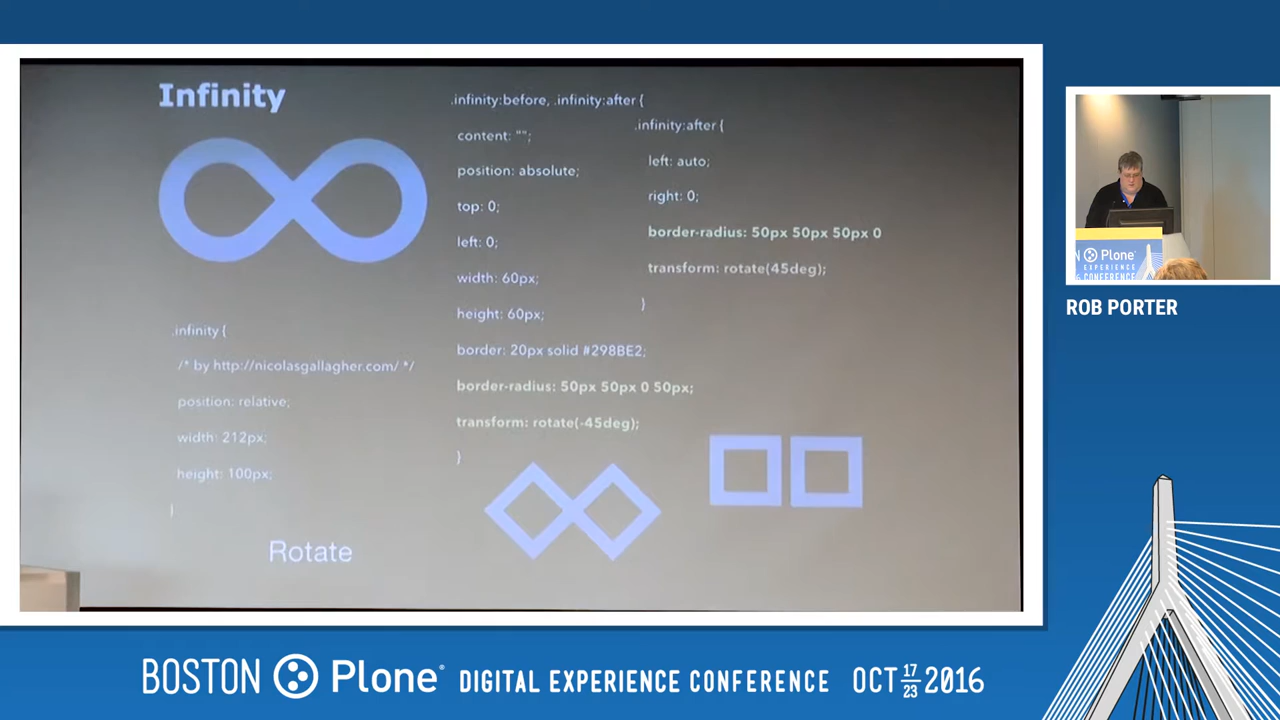 Infinity
.infinity {
/* by http://nicolasgallagher.com/ */
position: relative;
width: 212px;
height: 100px;
}
Rotate
.infinity:before, .infinity:after {
content: "";
position: absolute;
top: 0;
left: 0;
width: 60px;
height: 60px;
border: 20px solid #298BE2;
border-radius: 50px 50px 0 50px;
transform: rotate(-45deg);
}
.infinity:after {
left: auto;
right: 0;
border-radius: 50px 50px 50px 0
transform: rotate(45deg);
}
N Plone
EXPERIENCE
CONFERENCE
ROB PORTER
BOSTON Plone® DIGITAL EXPERIENCE CONFERENCE OCT 17 23 2016